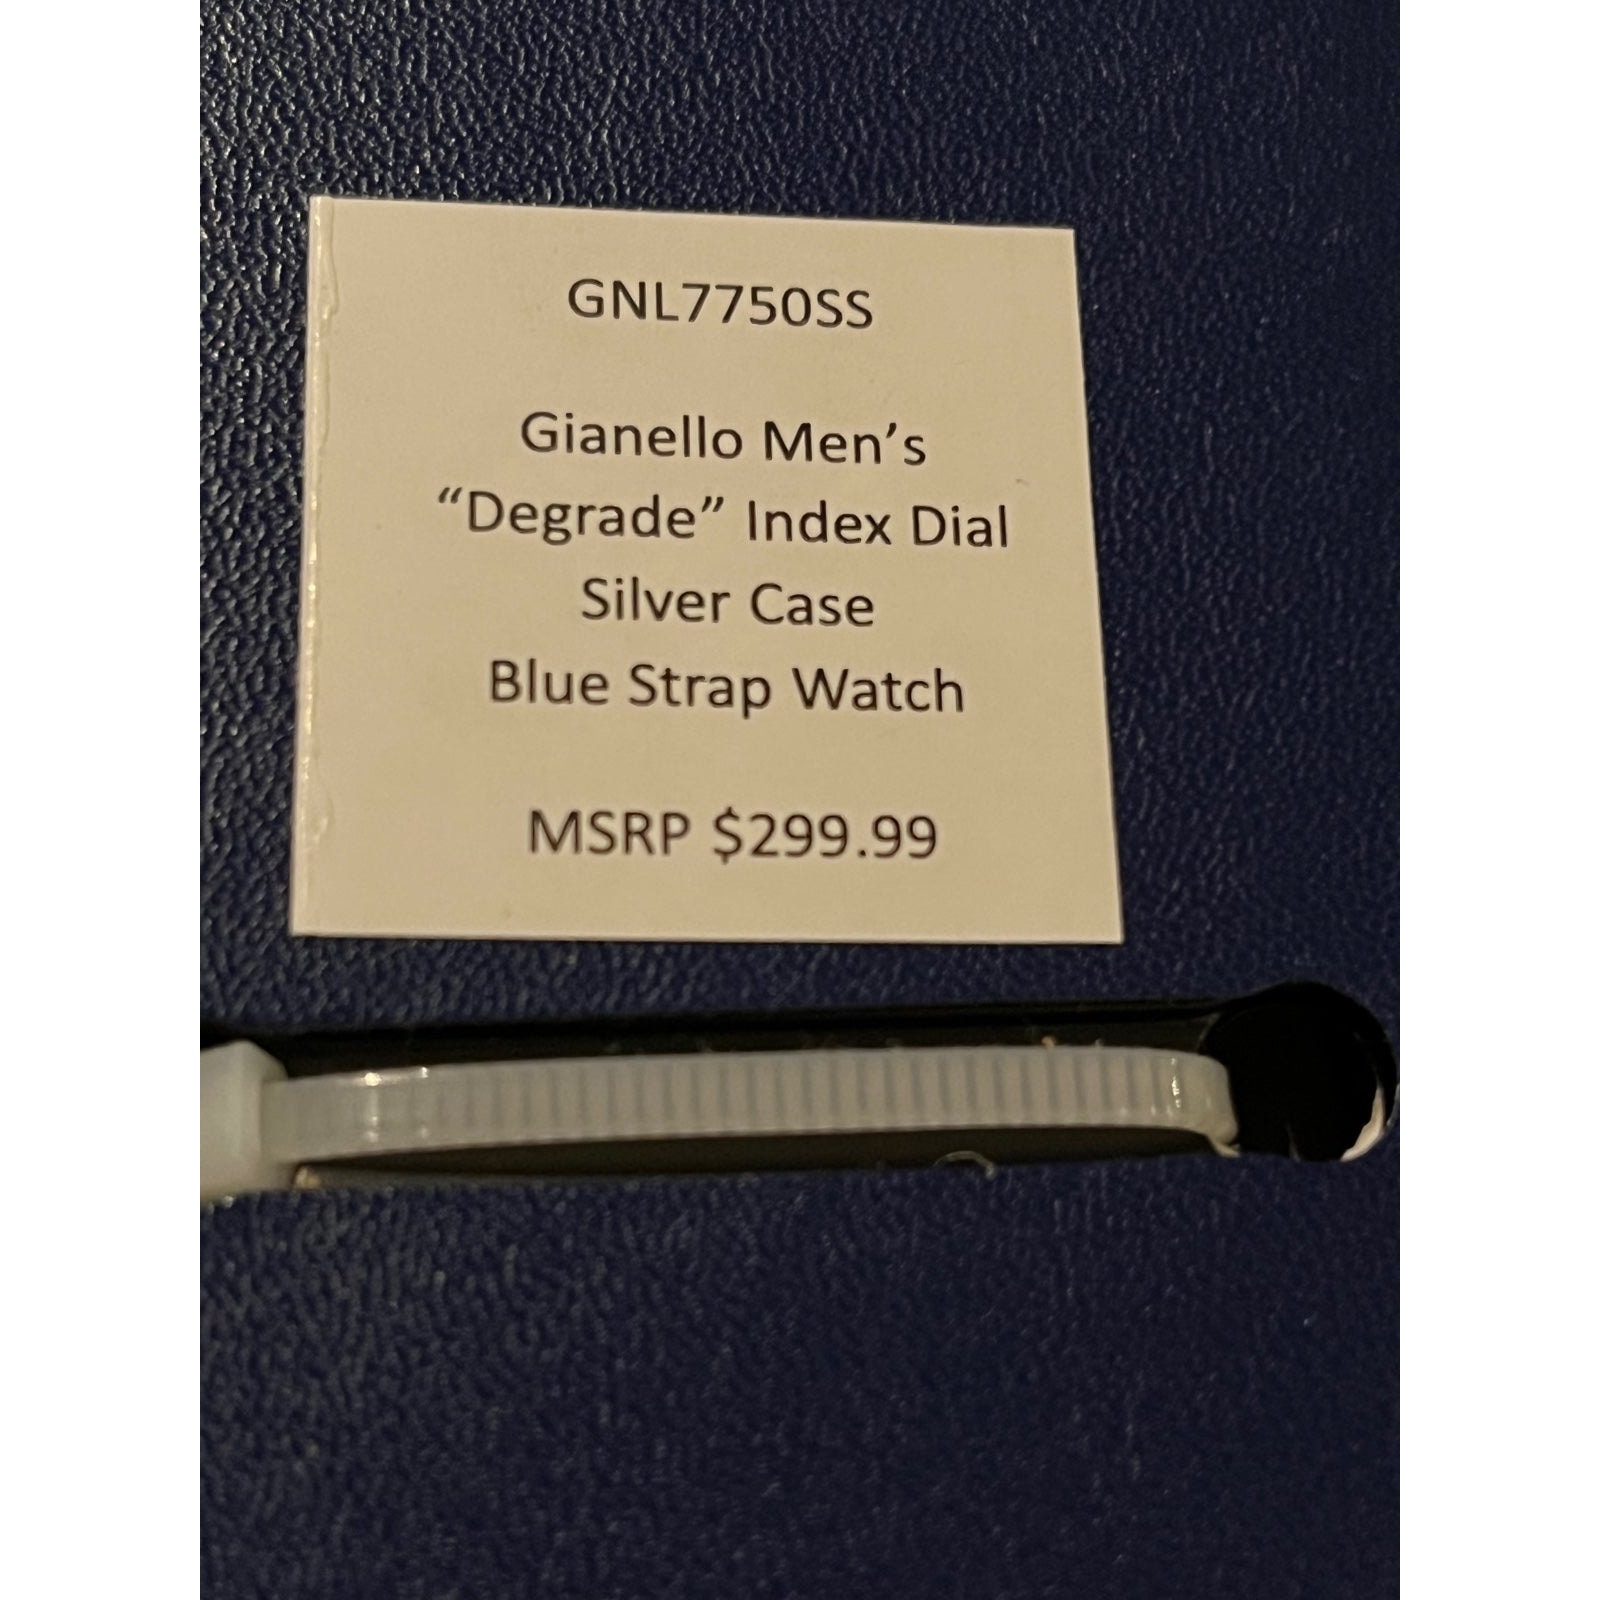 GNL7750SS
Gianello Men’s
“Degrade” Index Dial
Silver Case
Blue Strap Watch
MSRP $299.99